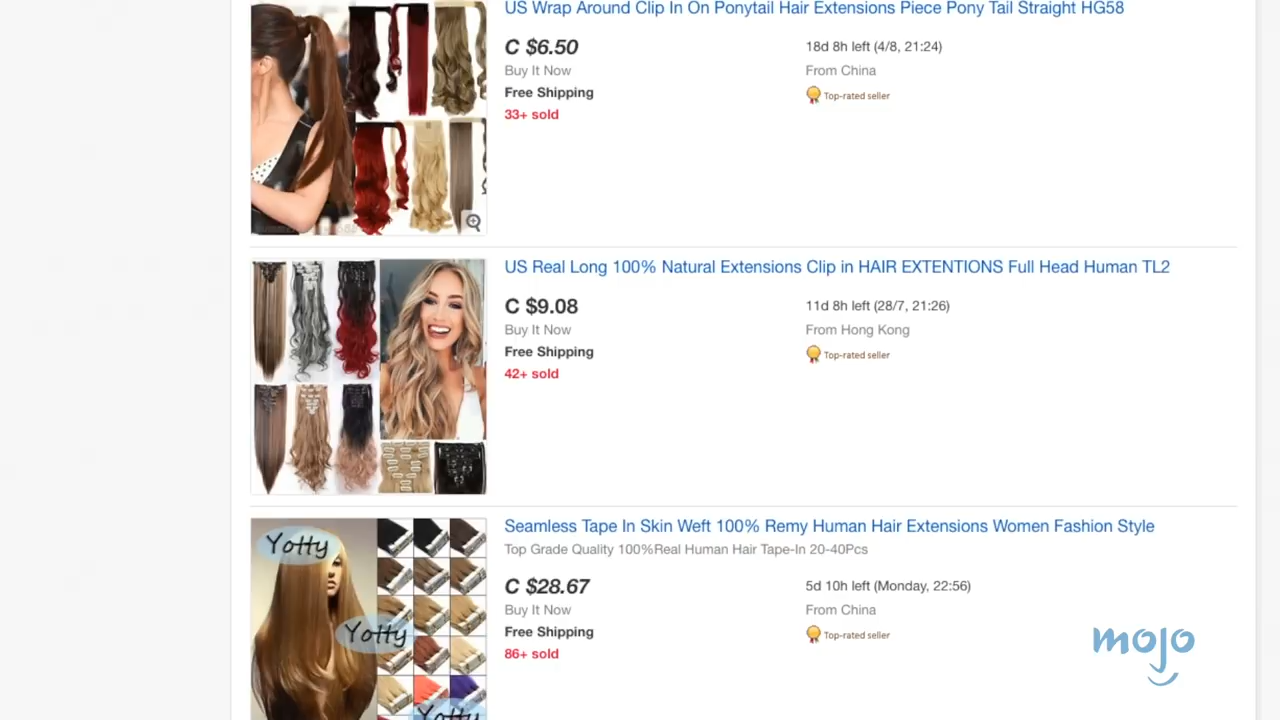 US Wrap Around Clip In On Ponytail Hair Extensions Piece Pony Tail Straight HG58
C $6.50
18d 8h left (4/8, 21:24)
Buy It Now
From China
Free Shipping
Top-rated seller
33+ sold
US Real Long 100% Natural Extensions Clip in HAIR EXTENTIONS Full Head Human TL2
C $9.08
11d 8h left (28/7, 21:26)
Buy It Now
From Hong Kong
Free Shipping
Top-rated seller
42+ sold
Yotty
Yotty
Yotty
Seamless Tape In Skin Weft 100% Remy Human Hair Extensions Women Fashion Style
Top Grade Quality 100%Real Human Hair Tape-In 20-40Pcs
C $28.67
5d 10h left (Monday, 22:56)
Buy It Now
From China
Free Shipping
Top-rated seller
86+ sold
mojo